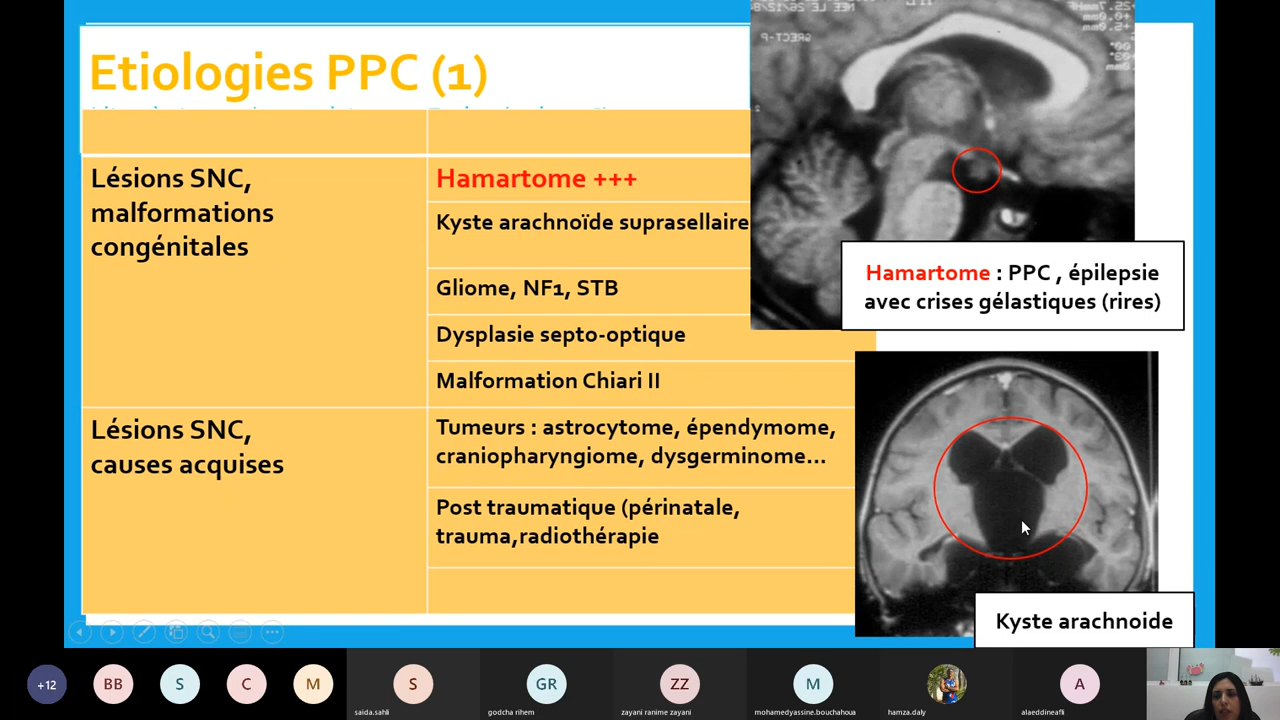 Etiologies PPC (1)
Lésions SNC,
malformations
congénitales
Hamartome +++
Kyste arachnoïde suprasellaire
Gliome, NF1, STB
Dysplasie septo-optique
Malformation Chiari II
Lésions SNC,
causes acquises
Tumeurs : astrocytome, épendymome,
craniopharyngiome, dysgerminome...
Post traumatique (périnatale,
trauma,radiothérapie
Hamartome : PPC , épilepsie
avec crises gélastiques (rires)
Kyste arachnoide
+12
BB
S
C
M
S
GR
ZZ
M
A
saida.sahli
godcha rihem
zayani ranime zayani
mohamedyassine.bouchahoua
hamza.daly
alaeddineafli